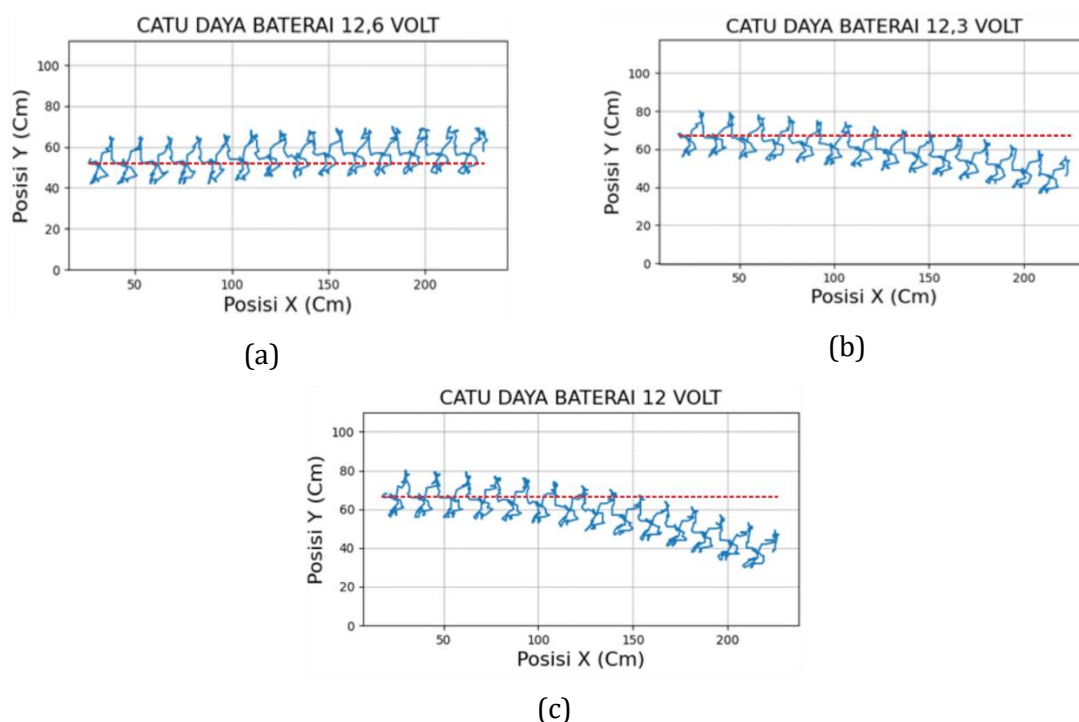 CATU DAYA BATERAI 12,6 VOLT
100
80
60
40
20
0
Posisi Y (Cm)
50 100 150 200
Posisi X (Cm)
(a)
CATU DAYA BATERAI 12,3 VOLT
100
80
60
40
20
0
Posisi Y (Cm)
50 100 150 200
Posisi X (Cm)
(b)
CATU DAYA BATERAI 12 VOLT
100
80
60
40
20
0
Posisi Y (Cm)
50 100 150 200
Posisi X (Cm)
(c)